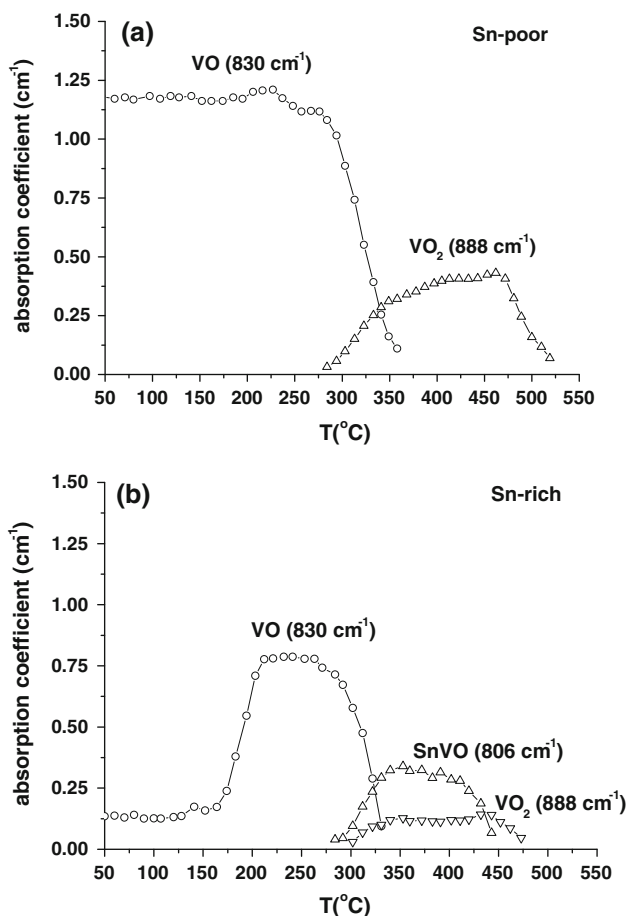 (a)
Sn-poor
VO (830 cm⁻¹)
VO₂ (888 cm⁻¹)
absorption coefficient (cm⁻¹)
1.50
1.25
1.00
0.75
0.50
0.25
0.00
50 100 150 200 250 300 350 400 450 500 550
T(°C)
(b)
Sn-rich
VO (830 cm⁻¹)
SnVO (806 cm⁻¹)
VO₂ (888 cm⁻¹)
absorption coefficient (cm⁻¹)
1.50
1.25
1.00
0.75
0.50
0.25
0.00
50 100 150 200 250 300 350 400 450 500 550
T(°C)